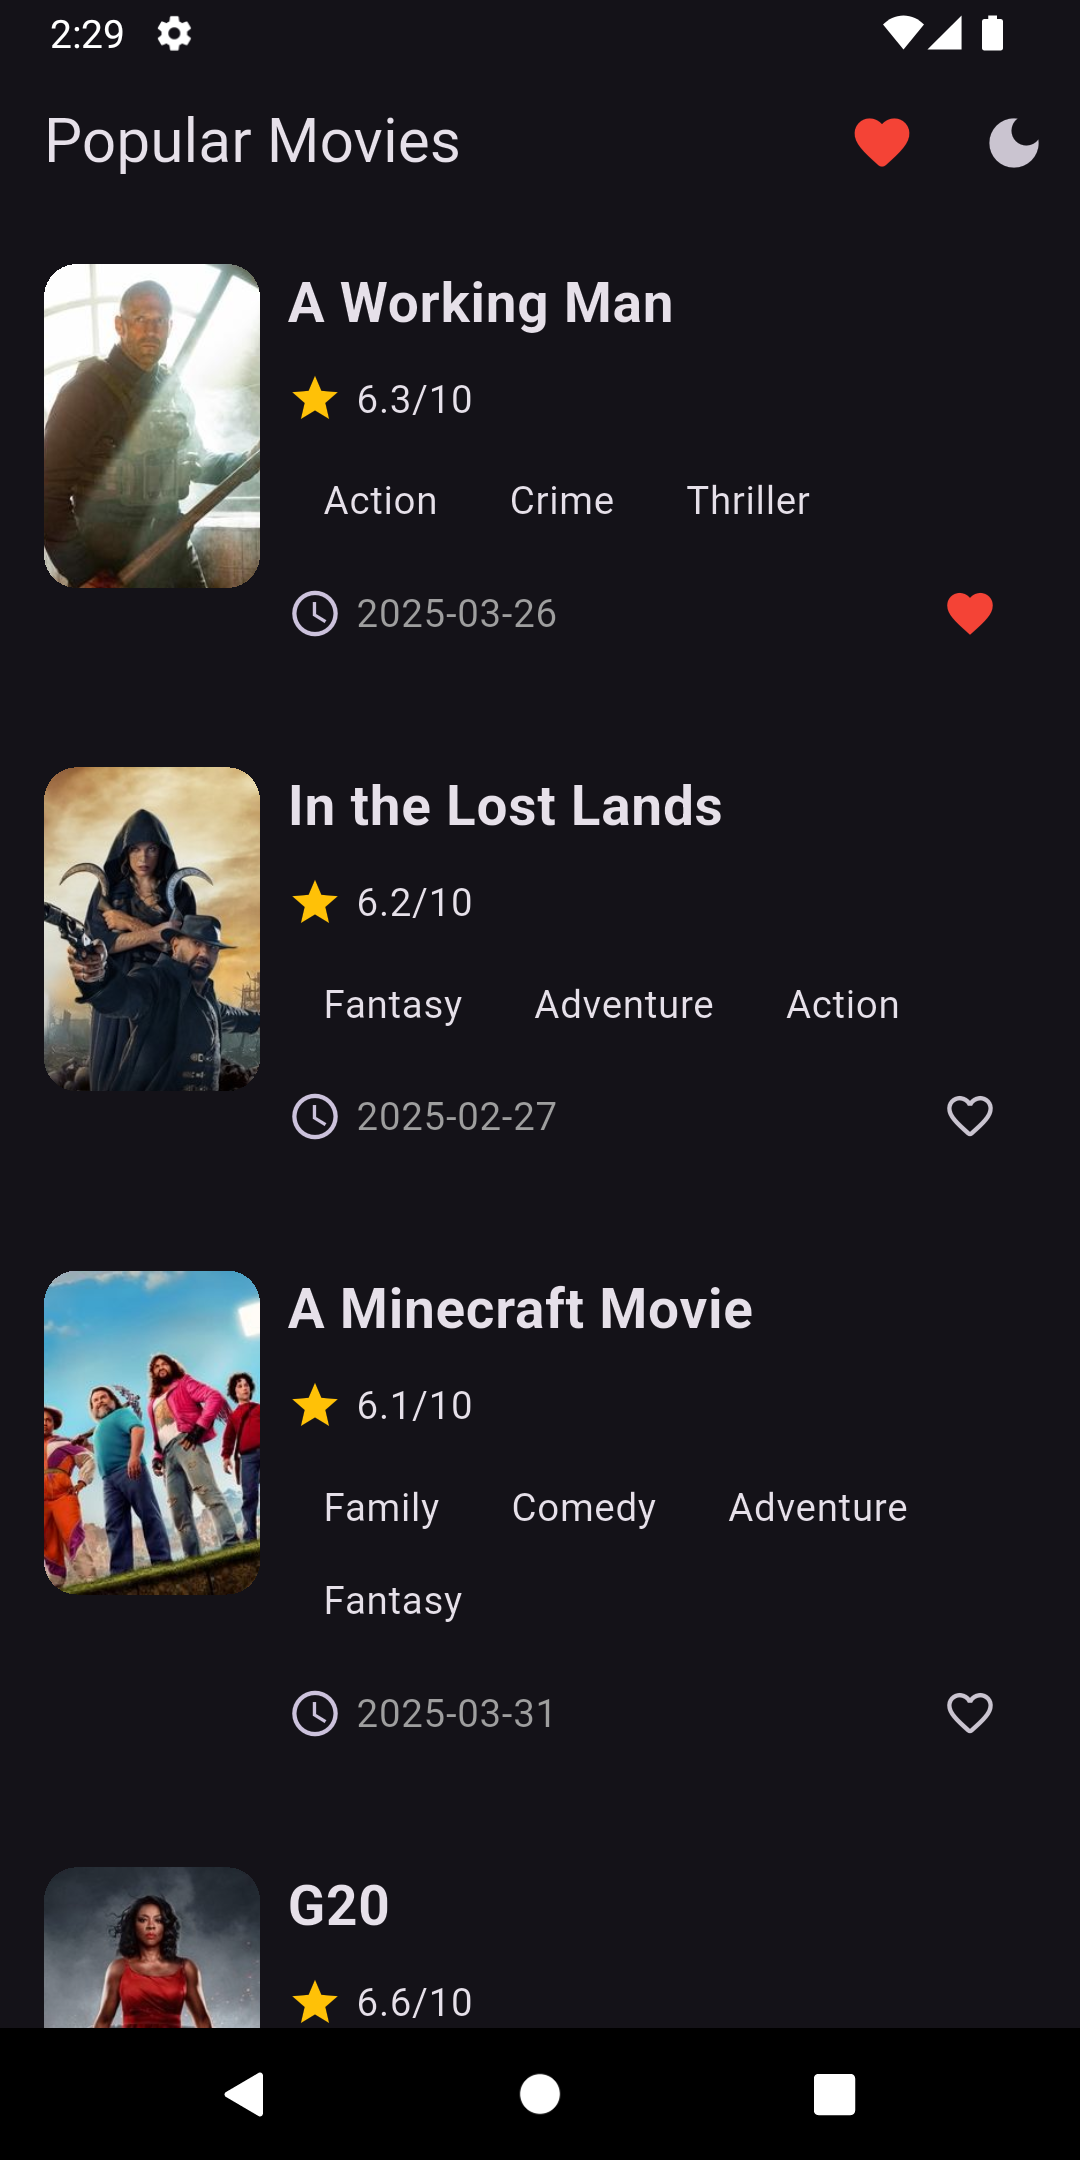 2:29
Popular Movies
A Working Man
6.3/10
Action Crime Thriller
2025-03-26
In the Lost Lands
6.2/10
Fantasy Adventure Action
2025-02-27
A Minecraft Movie
6.1/10
Family Comedy Adventure
Fantasy
2025-03-31
G20
6.6/10